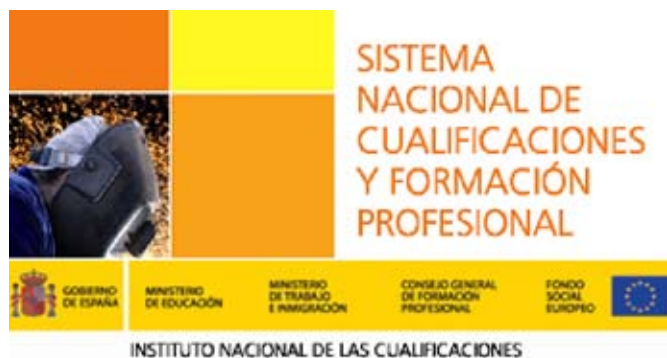 SISTEMA
NACIONAL DE
CUALIFICACIONES
Y FORMACIÓN
PROFESIONAL
GOBIERNO
DE ESPAÑA
MINISTERIO
DE EDUCACIÓN
MINISTERIO
DE TRABAJO
E INMIGRACIÓN
CONSEJO GENERAL
DE FORMACIÓN
PROFESIONAL
FONDO
SOCIAL
EUROPEO
INSTITUTO NACIONAL DE LAS CUALIFICACIONES